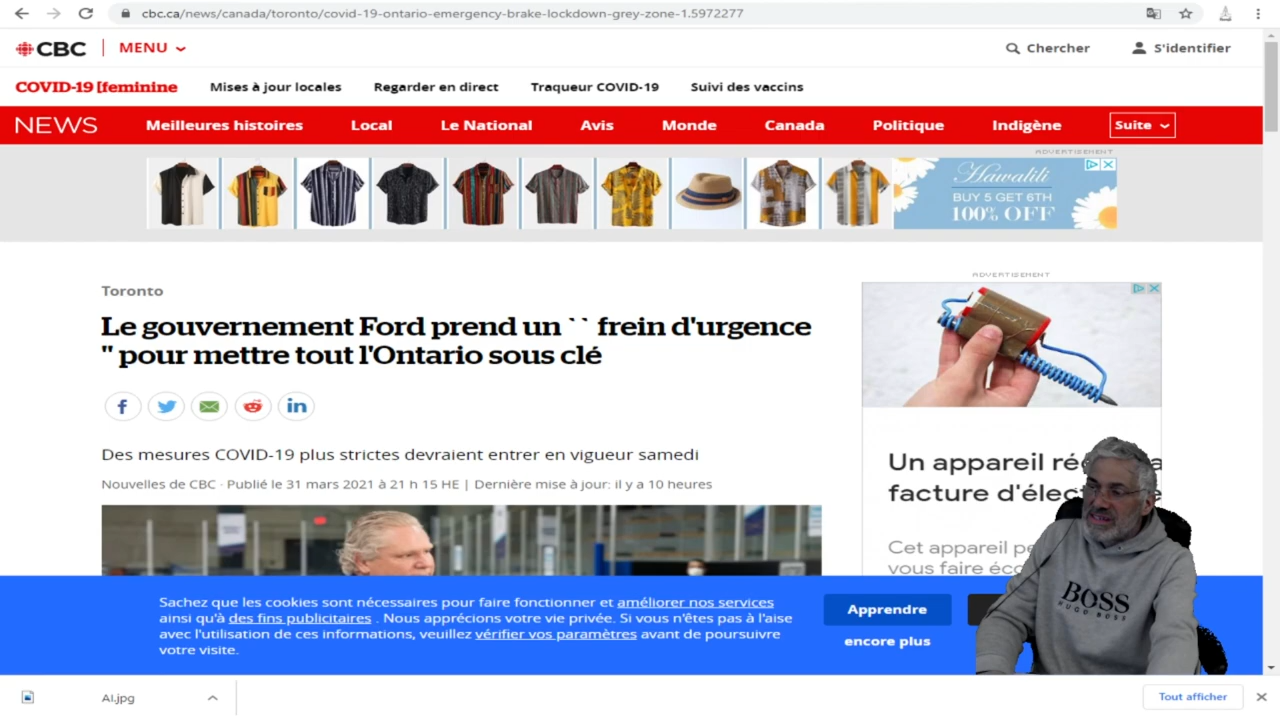 cbc.ca/news/canada/toronto/covid-19-ontario-emergency-brake-lockdown-grey-zone-1.5972277
CBC MENU Chercher S'identifier
COVID-19 [feminine Mises à jour locales Regarder en direct Traqueur COVID-19 Suivi des vaccins
NEWS Meilleures histoires Local Le National Avis Monde Canada Politique Indigène Suite
ADVERTISEMENT
Hawalili
BUY 5 GET 6TH
100% OFF
ADVERTISEMENT
Toronto
Le gouvernement Ford prend un `` frein d'urgence
" pour mettre tout l'Ontario sous clé
Des mesures COVID-19 plus strictes devraient entrer en vigueur samedi
Nouvelles de CBC · Publié le 31 mars 2021 à 21 h 15 HE | Dernière mise à jour: il y a 10 heures
Un appareil
facture
Cet appareil
vous faire
BOSS
HUGO BOSS
Sachez que les cookies sont nécessaires pour faire fonctionner et améliorer nos services
ainsi qu'à des fins publicitaires . Nous apprécions votre vie privée. Si vous n'êtes pas à l'aise
avec l'utilisation de ces informations, veuillez vérifier vos paramètres avant de poursuivre
votre visite.
Apprendre
encore plus
AI.jpg
Tout afficher